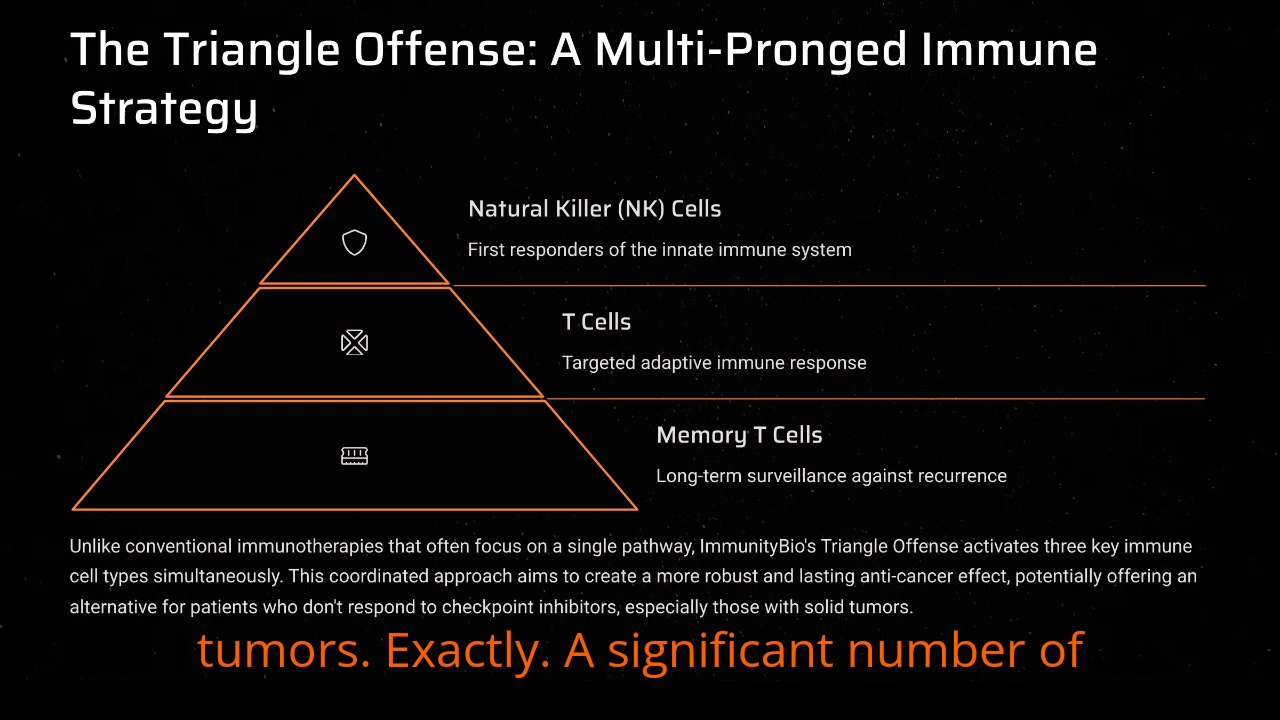 The Triangle Offense: A Multi-Pronged Immune
Strategy
Natural Killer (NK) Cells
First responders of the innate immune system
T Cells
Targeted adaptive immune response
Memory T Cells
Long-term surveillance against recurrence
Unlike conventional immunotherapies that often focus on a single pathway, ImmunityBio's Triangle Offense activates three key immune
cell types simultaneously. This coordinated approach aims to create a more robust and lasting anti-cancer effect, potentially offering an
alternative for patients who don't respond to checkpoint inhibitors, especially those with solid tumors.
tumors. Exactly. A significant number of